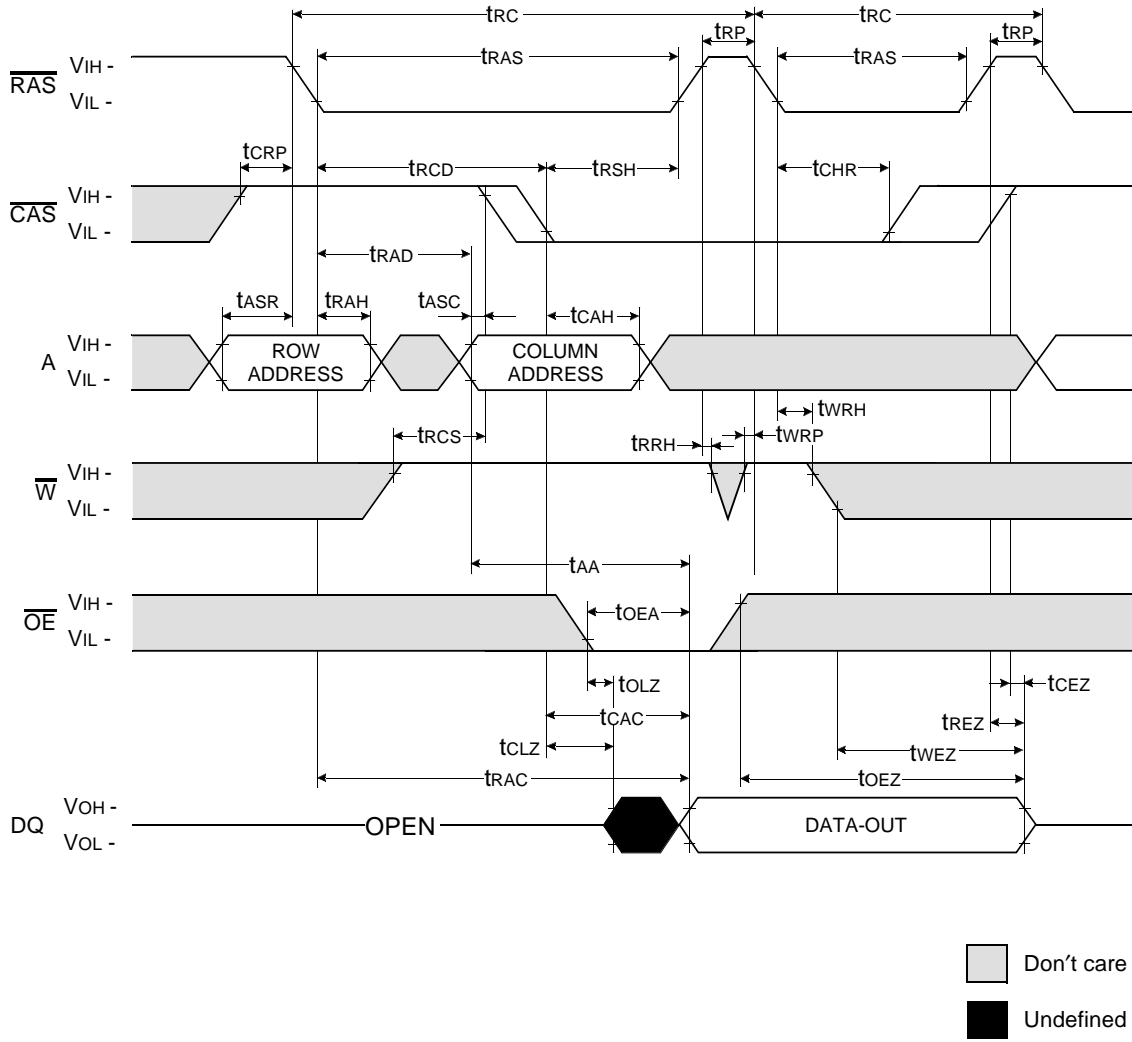 tRC tRC
tRP tRP
RAS VIH - tRAS tRAS
VIL -
tCRP tRCD tRSH tCHR
CAS VIH -
VIL -
tRAD
tASR tRAH tASC tCAH
A VIH - ROW ADDRESS COLUMN ADDRESS
VIL -
tWRH
tRCS tRRH tWRP
W VIH -
VIL -
tAA
OE VIH - tOEA
VIL -
tOLZ tCEZ
tCAC tREZ
tCLZ tWEZ
tRAC tOEZ
DQ VOH - OPEN DATA-OUT
VOL -
Don′t care
Undefined